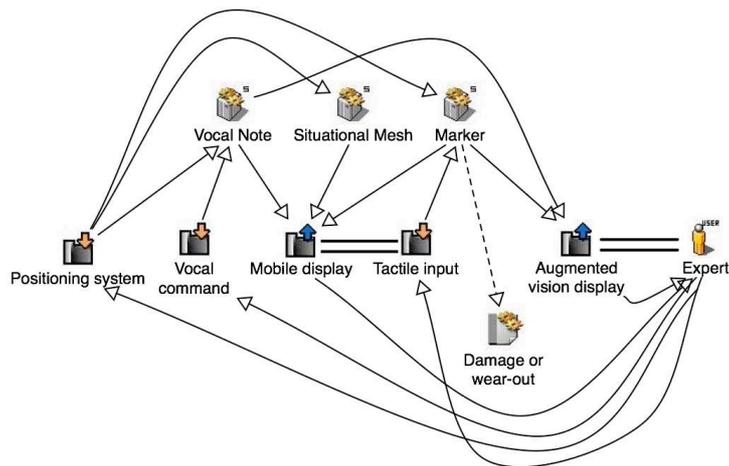 S
S
S
Vocal Note
Situational Mesh
Marker
USER
Positioning system
Vocal
command
Mobile display
Tactile input
Augmented
vision display
Expert
Damage or
wear-out